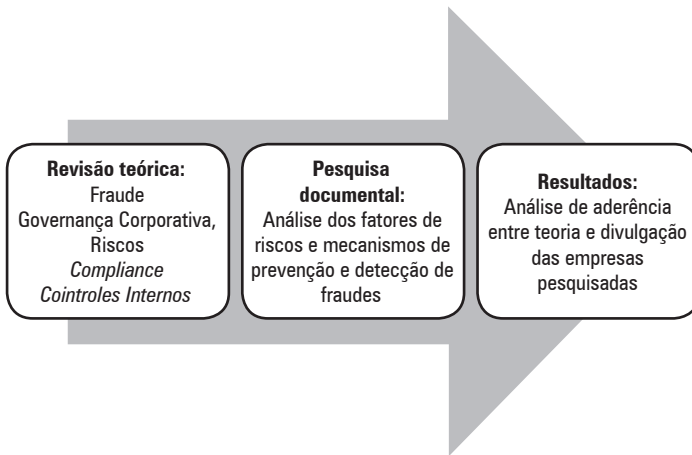 Revisão teórica:
Fraude
Governança Corporativa,
Riscos
Compliance
Cointroles Internos
Pesquisa
documental:
Análise dos fatores de
riscos e mecanismos de
prevenção e detecção de
fraudes
Resultados:
Análise de aderência
entre teoria e divulgação
das empresas
pesquisadas